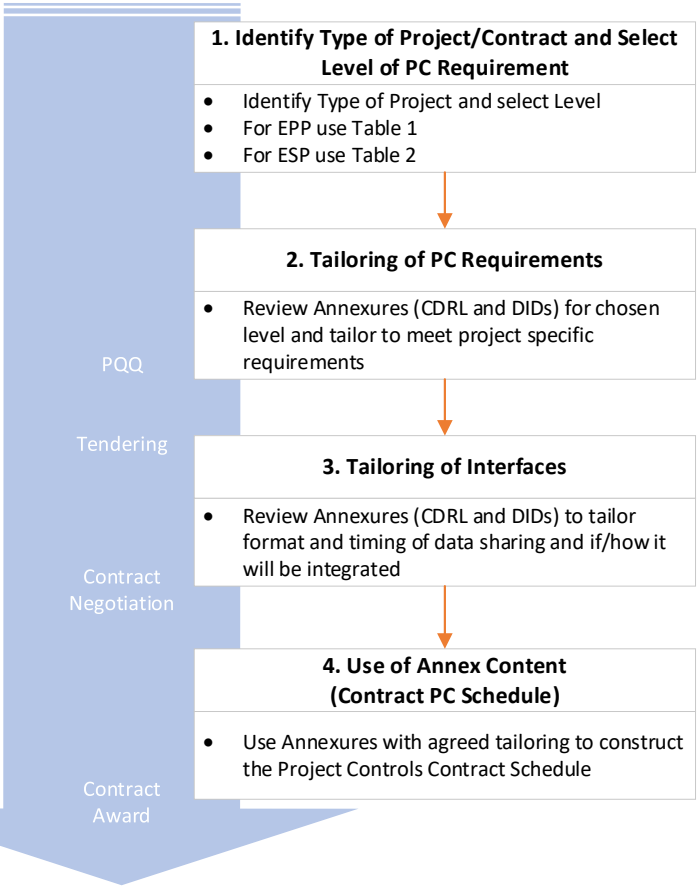 1. Identify Type of Project/Contract and Select
Level of PC Requirement
• Identify Type of Project and select Level
• For EPP use Table 1
• For ESP use Table 2
2. Tailoring of PC Requirements
• Review Annexures (CDRL and DIDs) for chosen
level and tailor to meet project specific
requirements
PQQ
Tendering
3. Tailoring of Interfaces
• Review Annexures (CDRL and DIDs) to tailor
format and timing of data sharing and if/how it
will be integrated
Contract
Negotiation
4. Use of Annex Content
(Contract PC Schedule)
• Use Annexures with agreed tailoring to construct
the Project Controls Contract Schedule
Contract
Award